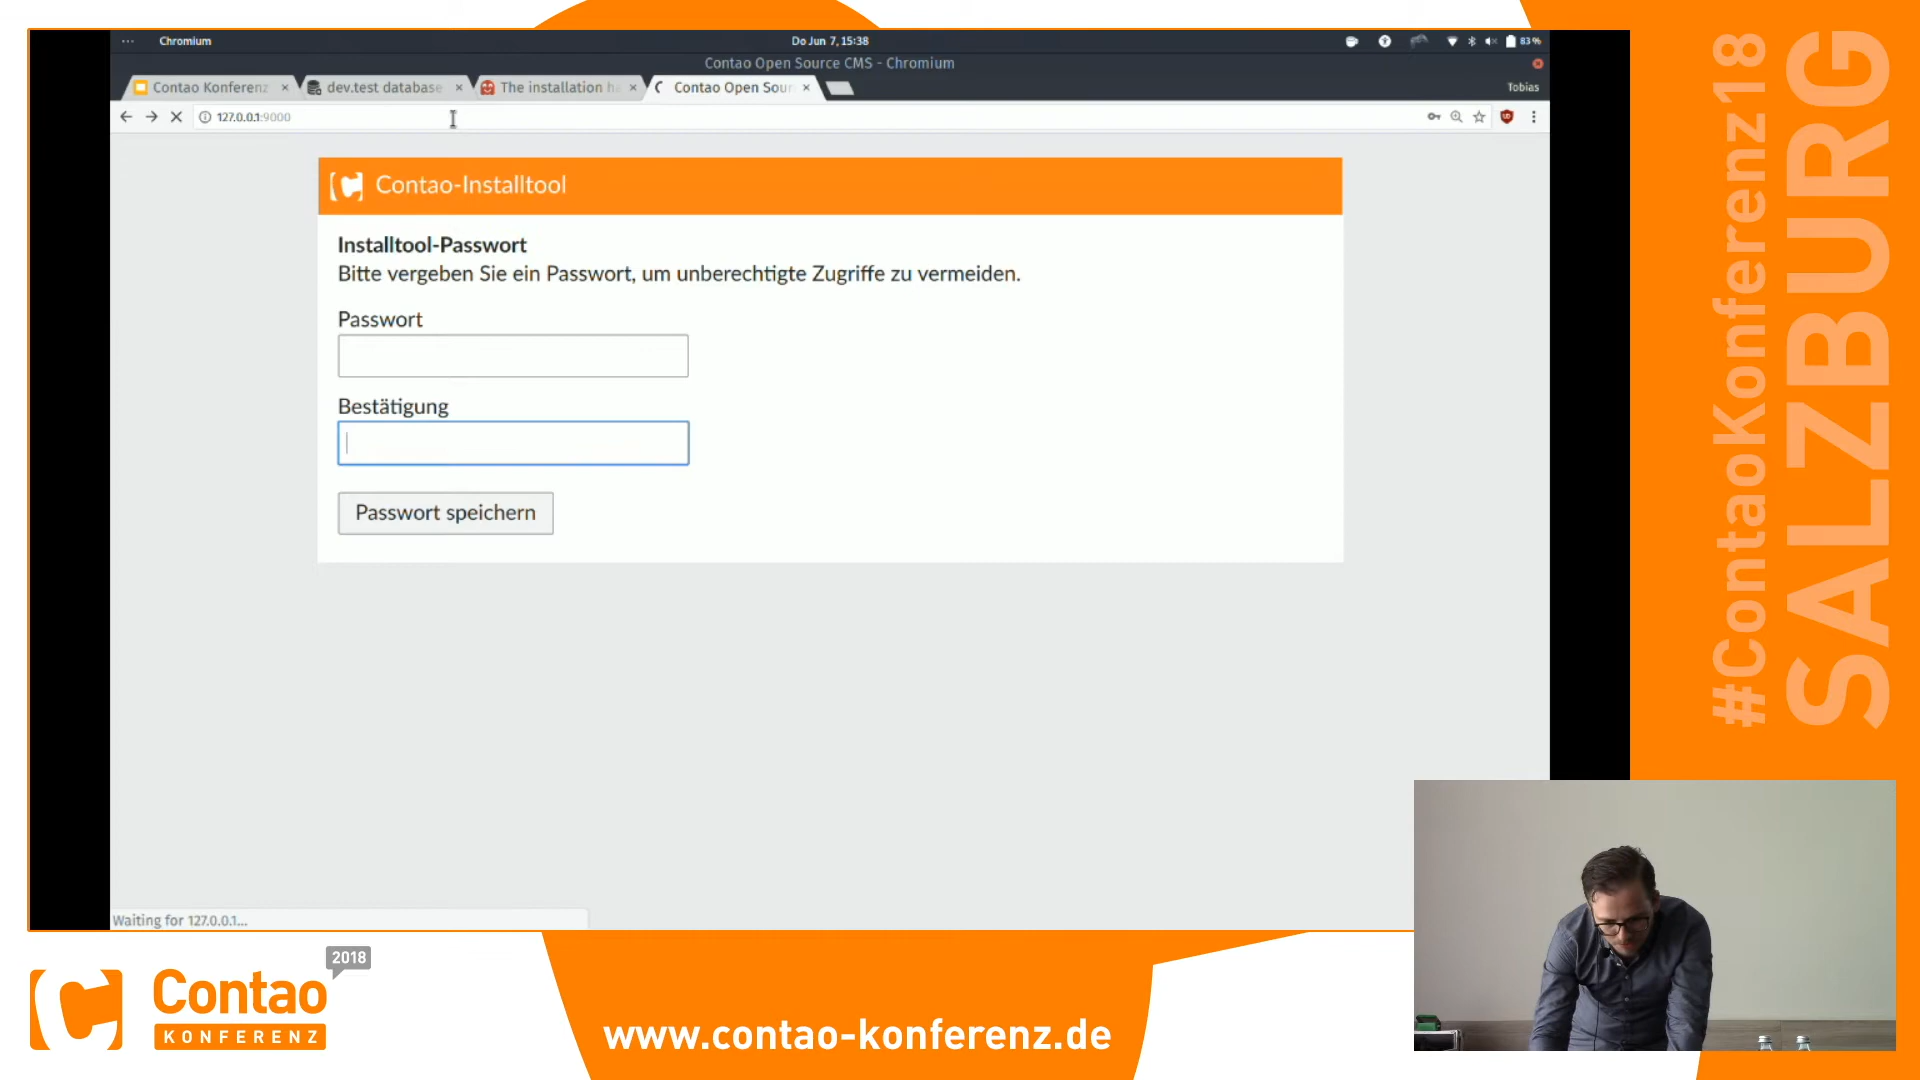 Chromium
Do Jun 7, 15:38
83 %
Contao Open Source CMS - Chromium
Contao Konferenz
dev.test database
The installation ha
Contao Open Sour
Tobias
127.0.0.1:9000
Contao-Installtool
Installtool-Passwort
Bitte vergeben Sie ein Passwort, um unberechtigte Zugriffe zu vermeiden.
Passwort
Bestätigung
Passwort speichern
Waiting for 127.0.0.1...
#ContaoKonferenz18
SALZBURG
2018
Contao
KONFERENZ
www.contao-konferenz.de